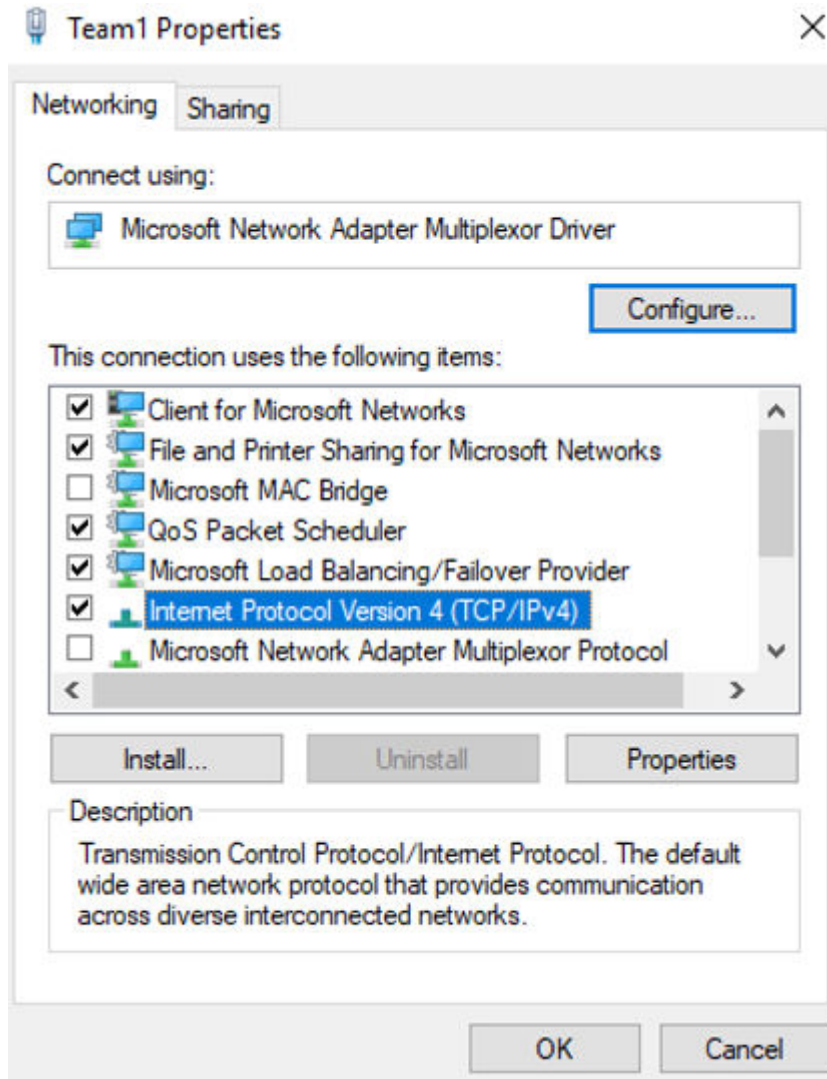 Team1 Properties
Networking
Sharing
Connect using:
Microsoft Network Adapter Multiplexor Driver
Configure...
This connection uses the following items:
Client for Microsoft Networks
File and Printer Sharing for Microsoft Networks
Microsoft MAC Bridge
QoS Packet Scheduler
Microsoft Load Balancing/Failover Provider
Internet Protocol Version 4 (TCP/IPv4)
Microsoft Network Adapter Multiplexor Protocol
Install...
Uninstall
Properties
Description
Transmission Control Protocol/Internet Protocol. The default
wide area network protocol that provides communication
across diverse interconnected networks.
OK
Cancel